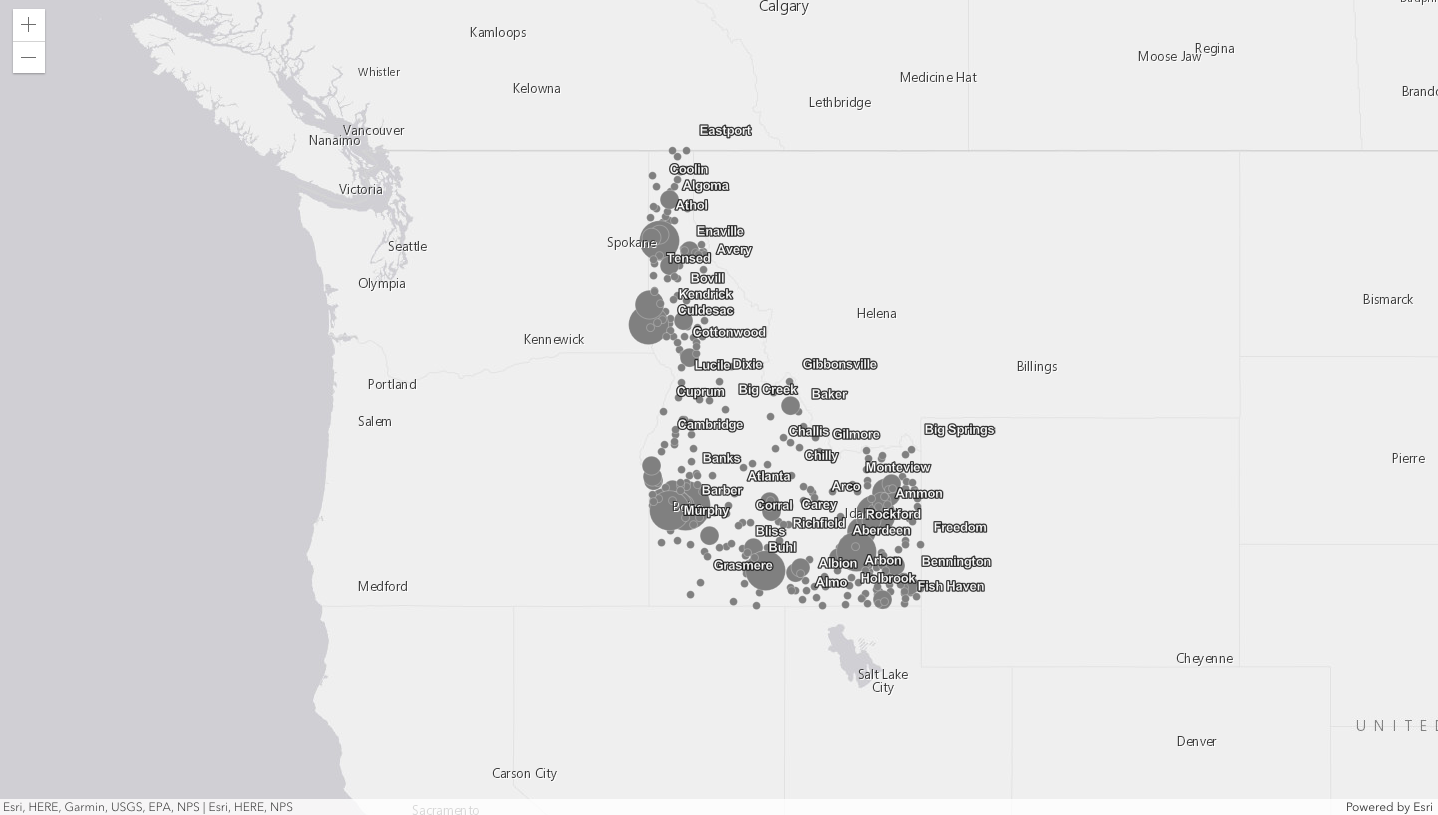 Calgary
Kamloops
Regina
Moose Jaw
Whistler
Medicine Hat
Kelowna
Brando
Lethbridge
Vancouver
Eastport
Nanaimo
Coolin
Algoma
Victoria
Athol
Enaville
Spokane
Seattle
Avery
Tensed
Bovill
Olympia
Kendrick
Bismarck
Culdesac
Helena
Cottonwood
Kennewick
Lucile
Dixie
Gibbonsville
Billings
Portland
Cuprum
Big Creek
Baker
Salem
Cambridge
Challis
Gilmore
Big Springs
Banks
Chilly
Pierre
Monteview
Atlanta
Barber
Arco
Ammon
Bo
Murphy
Corral
Carey
Ida
Rockford
Bliss
Richfield
Aberdeen
Freedom
Buhl
Grasmere
Albion
Arbon
Bennington
Medford
Almo
Holbrook
Fish Haven
Cheyenne
Salt Lake
City
UNITED
Denver
Carson City
Esri, HERE, Garmin, USGS, EPA, NPS | Esri, HERE, NPS
Sacramento
Powered by Esri